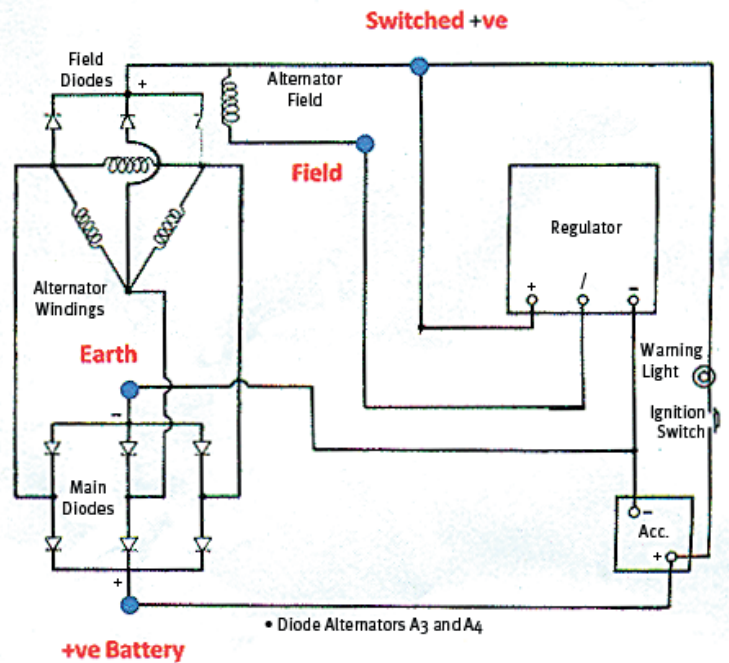 Switched +ve
Field
Diodes
+
Alternator
Field
Field
Regulator
+ / -
Alternator
Windings
Earth
-
Warning
Light
Ignition
Switch
Main
Diodes
-
Acc.
+
+
• Diode Alternators A3 and A4
+ve Battery